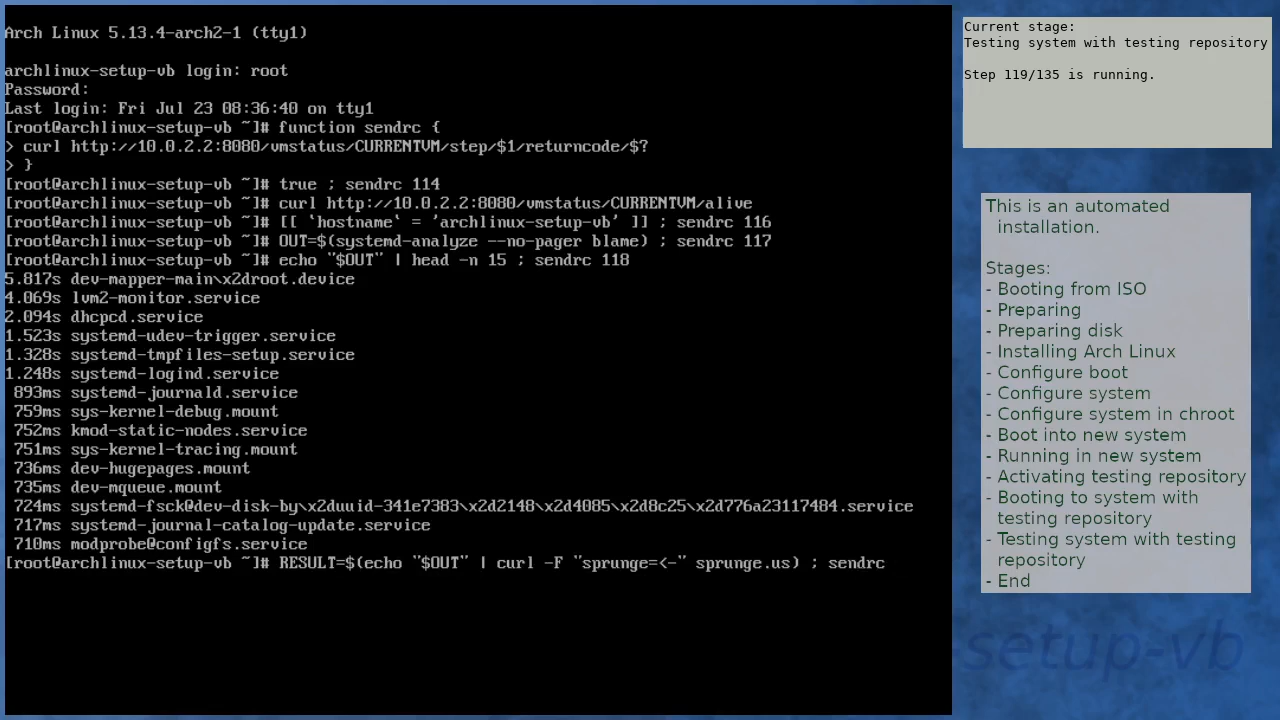 Arch Linux 5.13.4-arch2-1 (tty1)
archlinux-setup-vb login: root
Password:
Last login: Fri Jul 23 08:36:40 on tty1
[root@archlinux-setup-vb ~]# function sendrc {
> curl http://10.0.2.2:8080/vmstatus/CURRENTVM/step/$1/returncode/$?
> }
[root@archlinux-setup-vb ~]# true ; sendrc 114
[root@archlinux-setup-vb ~]# curl http://10.0.2.2:8080/vmstatus/CURRENTVM/alive
[root@archlinux-setup-vb ~]# [[ `hostname` = 'archlinux-setup-vb' ]] ; sendrc 116
[root@archlinux-setup-vb ~]# OUT=$(systemd-analyze --no-pager blame) ; sendrc 117
[root@archlinux-setup-vb ~]# echo "$OUT" | head -n 15 ; sendrc 118
5.817s dev-mapper-main\x2droot.device
4.069s lvm2-monitor.service
2.094s dhcpcd.service
1.523s systemd-udev-trigger.service
1.328s systemd-tmpfiles-setup.service
1.248s systemd-logind.service
893ms systemd-journald.service
759ms sys-kernel-debug.mount
752ms kmod-static-nodes.service
751ms sys-kernel-tracing.mount
736ms dev-hugepages.mount
735ms dev-mqueue.mount
724ms systemd-fsck@dev-disk-by\x2duuid-341e7383\x2d2148\x2d4085\x2d8c25\x2d776a23117484.service
717ms systemd-journal-catalog-update.service
710ms modprobe@configfs.service
[root@archlinux-setup-vb ~]# RESULT=$(echo "$OUT" | curl -F "sprunge=<-" sprunge.us) ; sendrc
Current stage:
Testing system with testing repository
Step 119/135 is running.
This is an automated
installation.
Stages:
- Booting from ISO
- Preparing
- Preparing disk
- Installing Arch Linux
- Configure boot
- Configure system
- Configure system in chroot
- Boot into new system
- Running in new system
- Activating testing repository
- Booting to system with
testing repository
- Testing system with testing
repository
- End
setup-vb